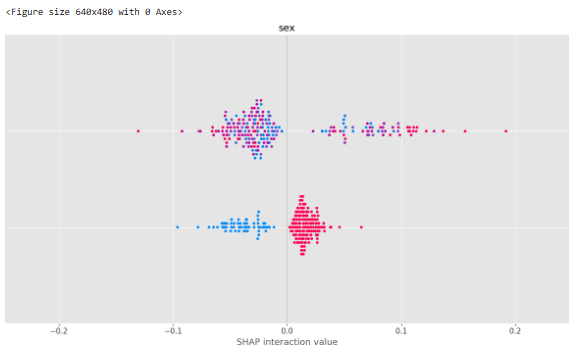 <Figure size 640x480 with 0 Axes>
sex
−0.2 −0.1 0.0 0.1 0.2
SHAP interaction value